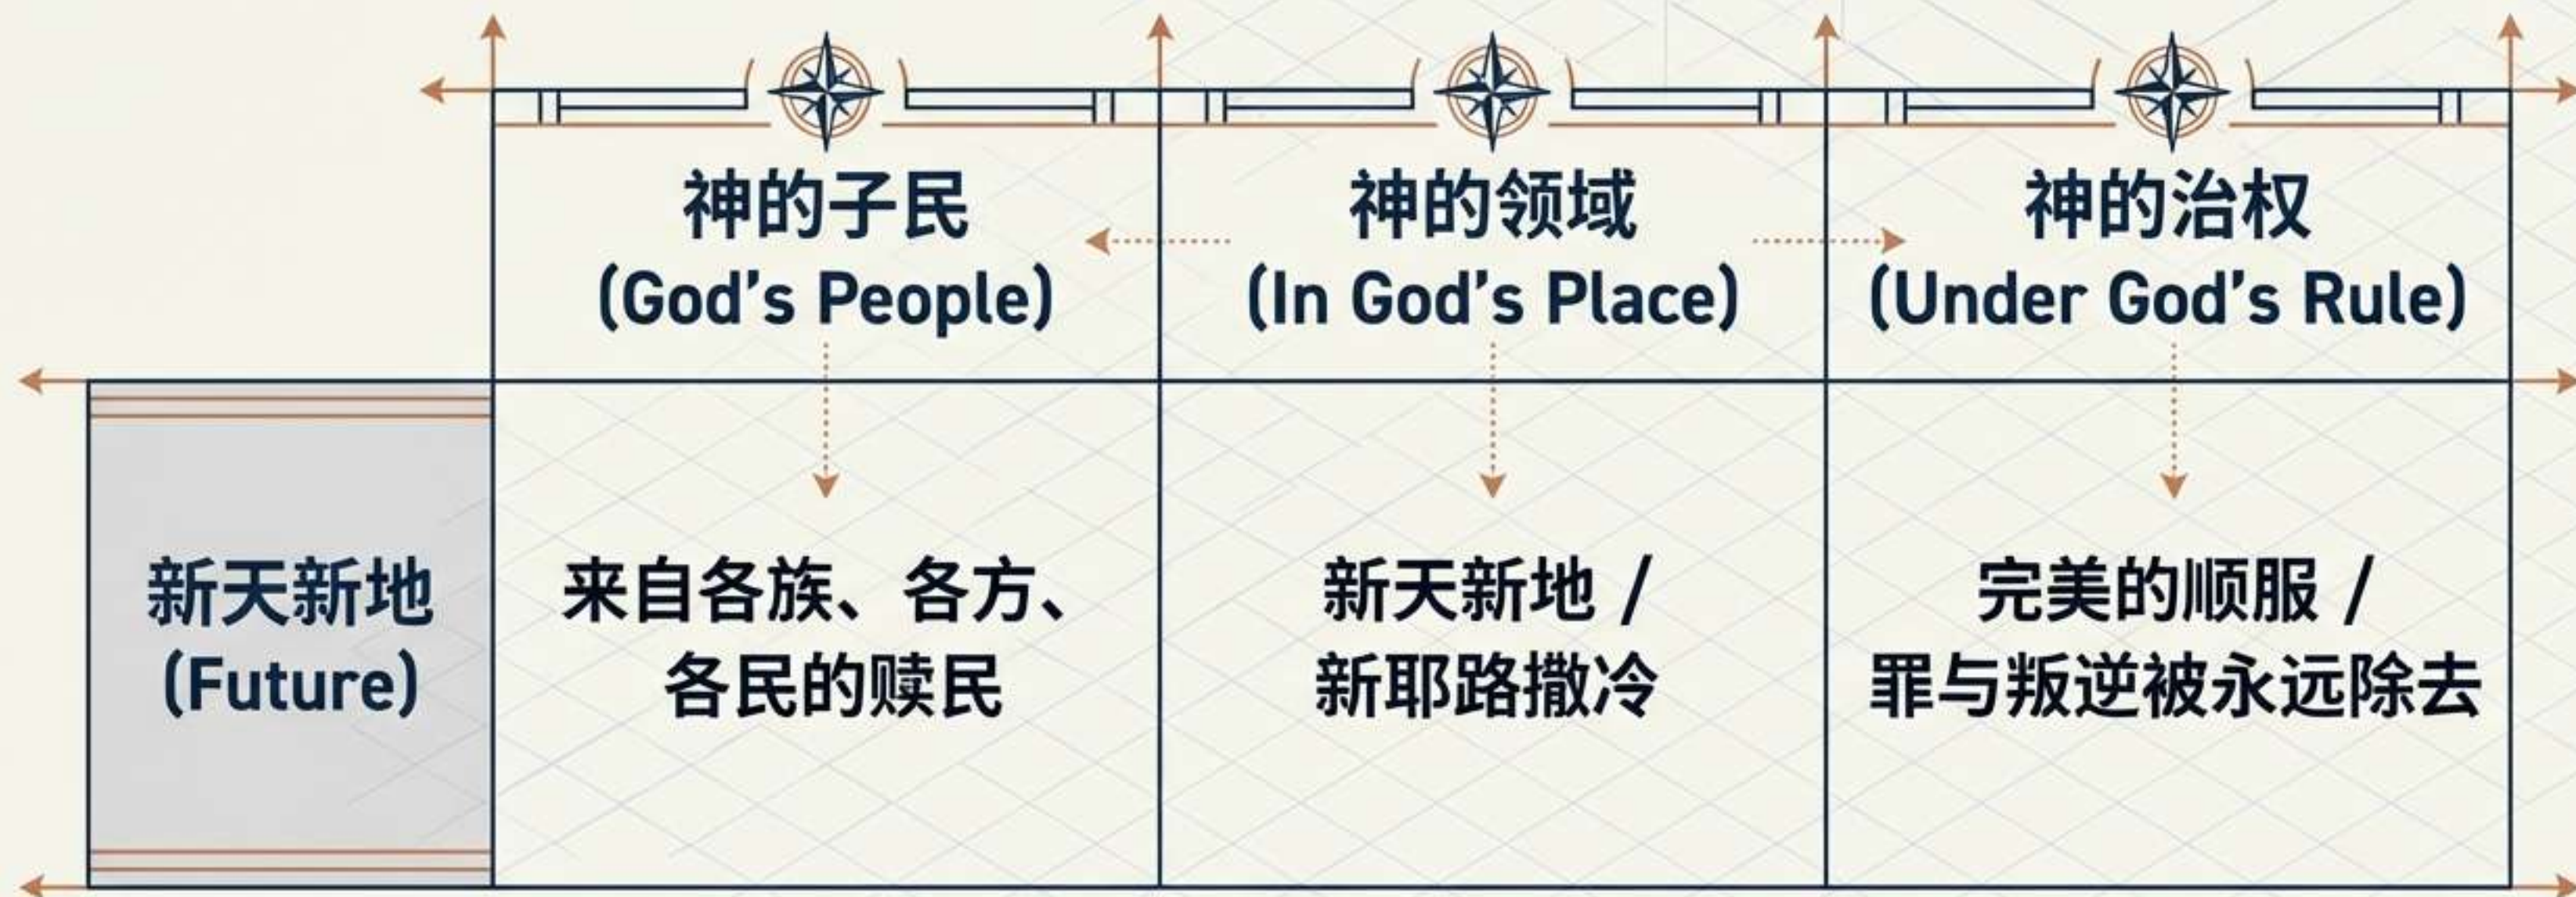 神的子民
(God's People)
神的领域
(In God's Place)
神的治权
(Under God's Rule)
新天新地
(Future)
来自各族、各方、
各民的赎民
新天新地 /
新耶路撒冷
完美的顺服 /
罪与叛逆被永远除去